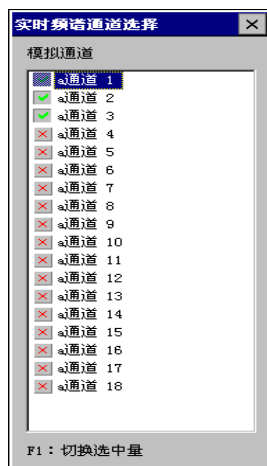 实时频谱通道选择
模拟通道
a通道 1
a通道 2
a通道 3
a通道 4
a通道 5
a通道 6
a通道 7
a通道 8
a通道 9
a通道 10
a通道 11
a通道 12
a通道 13
a通道 14
a通道 15
a通道 16
a通道 17
a通道 18
F1：切换选中量